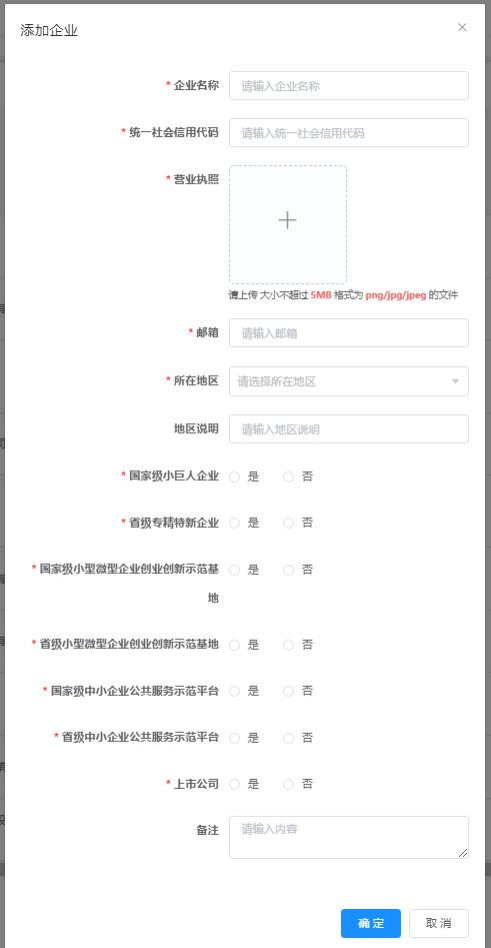 添加企业
* 企业名称 请输入企业名称
* 统一社会信用代码 请输入统一社会信用代码
* 营业执照
请上传 大小不超过 5MB 格式为 png/jpg/jpeg 的文件
* 邮箱 请输入邮箱
* 所在地区 请选择所在地区
地区说明 请输入地区说明
* 国家级小巨人企业 是 否
* 省级专精特新企业 是 否
* 国家级小型微型企业创业创新示范基 是 否
地
* 省级小型微型企业创业创新示范基地 是 否
* 国家级中小企业公共服务示范平台 是 否
* 省级中小企业公共服务示范平台 是 否
* 上市公司 是 否
备注 请输入内容
确 定 取 消